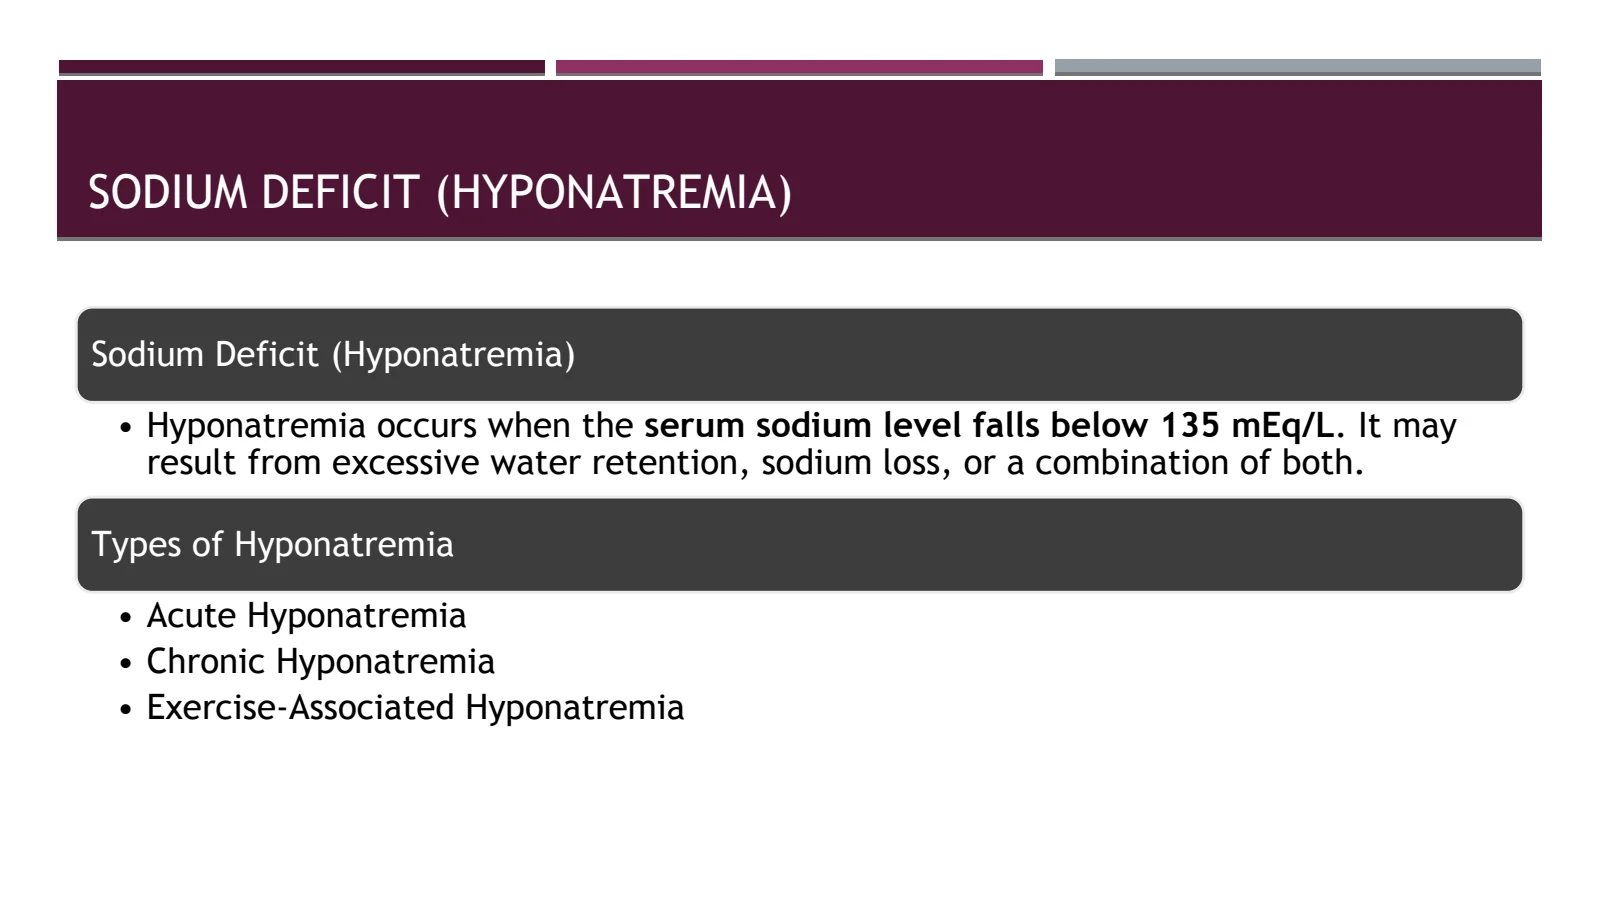 SODIUM DEFICIT (HYPONATREMIA)
Sodium Deficit (Hyponatremia)
• Hyponatremia occurs when the serum sodium level falls below 135 mEq/L. It may
result from excessive water retention, sodium loss, or a combination of both.
Types of Hyponatremia
• Acute Hyponatremia
• Chronic Hyponatremia
• Exercise-Associated Hyponatremia